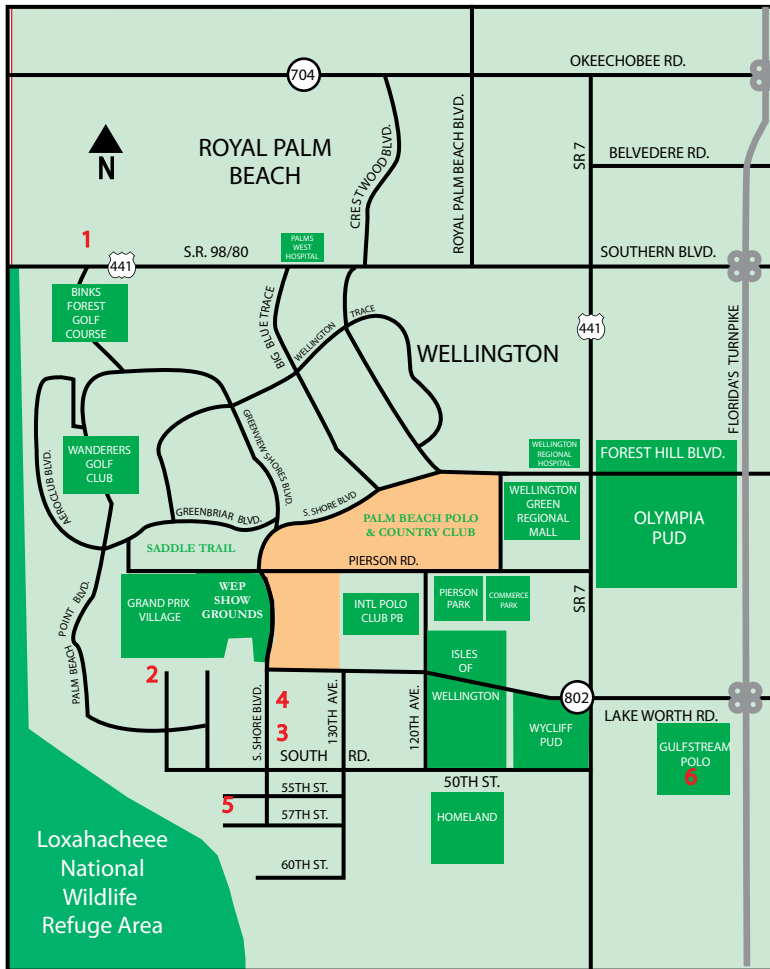 OKEECHOBEE RD.
704
ROYAL PALM
BEACH
N
CRESTWOOD BLVD.
ROYAL PALM BEACH BLVD.
SR 7
BELVEDERE RD.
1
S.R. 98/80
441
PALMS
WEST
HOSPITAL
SOUTHERN BLVD.
BINKS
FOREST
GOLF
COURSE
BIG BLUE TRACE
WELLINGTON TRACE
WELLINGTON
441
FLORIDA'S TURNPIKE
AEROCLUB BLVD.
WANDERERS
GOLF
CLUB
GREENVIEW SHORES BLVD.
WELLINGTON
REGIONAL
HOSPITAL
FOREST HILL BLVD.
S. SHORE BLVD
GREENBRIAR BLVD.
WELLINGTON
GREEN
REGIONAL
MALL
OLYMPIA
PUD
PALM BEACH POLO
& COUNTRY CLUB
SADDLE TRAIL
PIERSON RD.
PALM BEACH POINT BLVD.
GRAND PRIX
VILLAGE
WEP
SHOW
GROUNDS
INTL POLO
CLUB PB
PIERSON
PARK
COMMERCE
PARK
SR 7
ISLES
OF
WELLINGTON
2
S. SHORE BLVD.
4
3
130TH AVE.
120TH AVE.
802
LAKE WORTH RD.
WYCLIFF
PUD
GULFSTREAM
POLO
6
SOUTH RD.
50TH ST.
55TH ST.
5
57TH ST.
HOMELAND
60TH ST.
Loxahacheee
National
Wildlife
Refuge Area